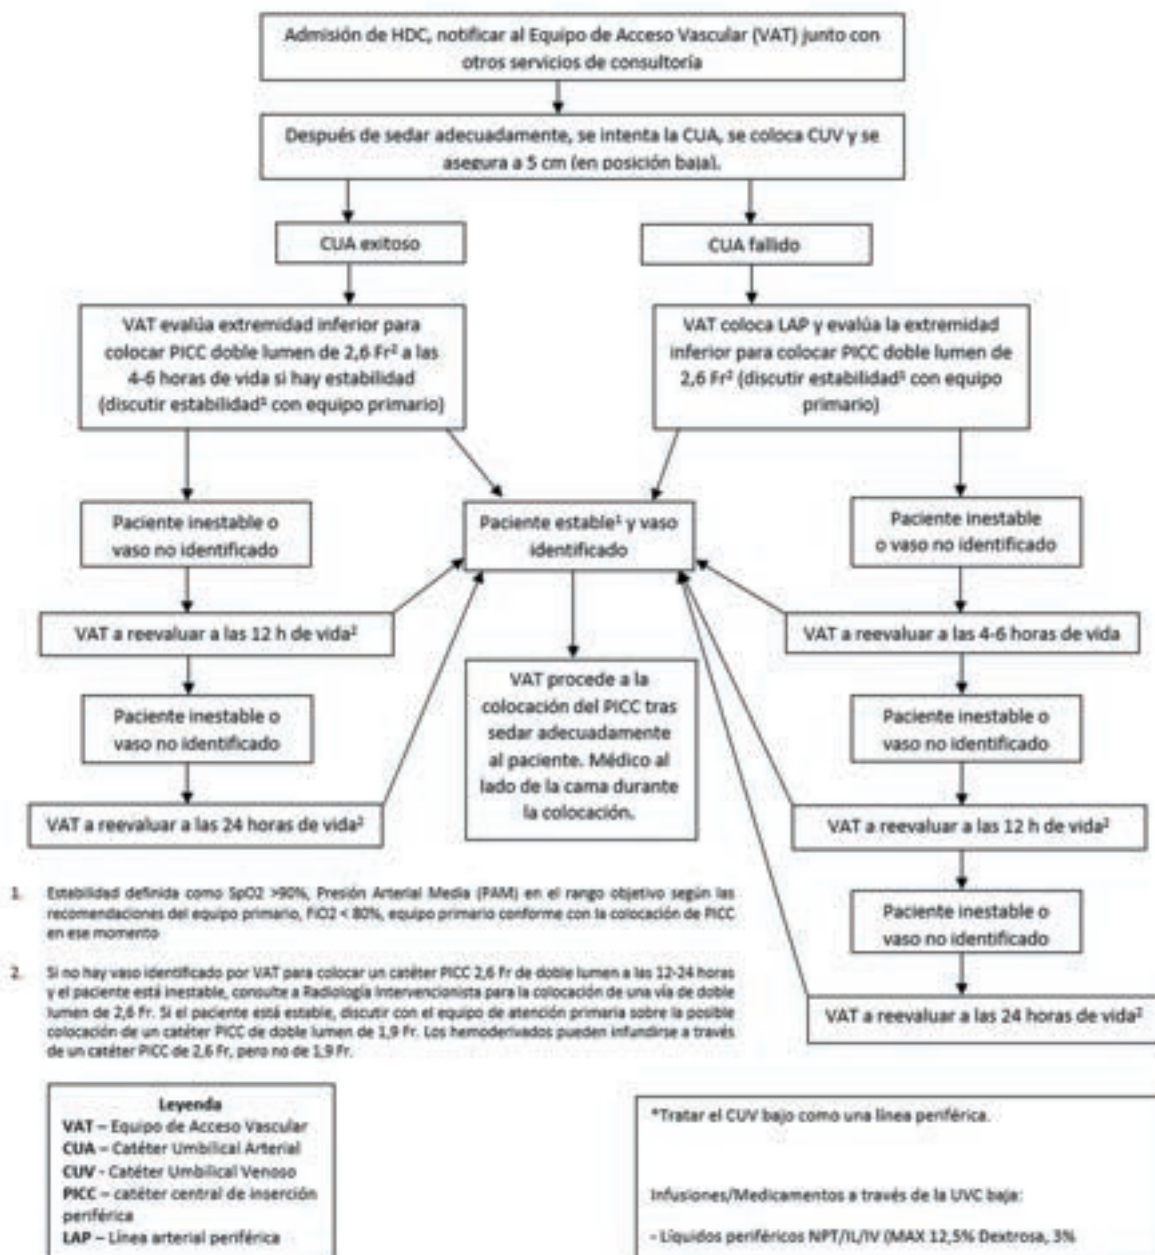 Admisión de HDC, notificar al Equipo de Acceso Vascular (VAT) junto con
otros servicios de consultoría
Después de sedar adecuadamente, se intenta la CUA, se coloca CUV y se
asegura a 5 cm (en posición baja).
CUA exitoso
CUA fallido
VAT evalúa extremidad inferior para
colocar PICC doble lumen de 2,6 Fr² a las
4-6 horas de vida si hay estabilidad
(discutir estabilidad¹ con equipo primario)
VAT coloca LAP y evalúa la extremidad
inferior para colocar PICC doble lumen de
2,6 Fr² (discutir estabilidad¹ con equipo
primario)
Paciente inestable o
vaso no identificado
Paciente estable¹ y vaso
identificado
Paciente inestable
o vaso no identificado
VAT a reevaluar a las 12 h de vida²
VAT a reevaluar a las 4-6 horas de vida
Paciente inestable o
vaso no identificado
VAT procede a la
colocación del PICC tras
sedar adecuadamente
al paciente. Médico al
lado de la cama durante
la colocación.
Paciente inestable o
vaso no identificado
VAT a reevaluar a las 24 horas de vida²
VAT a reevaluar a las 12 h de vida²
Paciente inestable o
vaso no identificado
VAT a reevaluar a las 24 horas de vida²
1. Estabilidad definida como SpO2 >90%, Presión Arterial Media (PAM) en el rango objetivo según las
recomendaciones del equipo primario, FiO2 < 80%, equipo primario conforme con la colocación de PICC
en ese momento
2. Si no hay vaso identificado por VAT para colocar un catéter PICC 2,6 Fr de doble lumen a las 12-24 horas
y el paciente está inestable, consulte a Radiología Intervencionista para la colocación de una vía de doble
lumen de 2,6 Fr. Si el paciente está estable, discutir con el equipo de atención primaria sobre la posible
colocación de un catéter PICC de doble lumen de 1,9 Fr. Los hemoderivados pueden infundirse a través
de un catéter PICC de 2,6 Fr, pero no de 1,9 Fr.
Leyenda
VAT – Equipo de Acceso Vascular
CUA – Catéter Umbilical Arterial
CUV - Catéter Umbilical Venoso
PICC – catéter central de inserción
periférica
LAP – Línea arterial periférica
*Tratar el CUV bajo como una línea periférica.
Infusiones/Medicamentos a través de la UVC baja:
- Líquidos periféricos NPT/IL/IV (MAX 12,5% Dextrosa, 3%